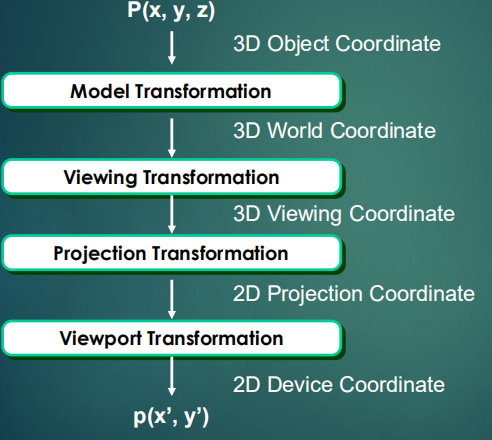 P(x, y, z)
3D Object Coordinate
Model Transformation
3D World Coordinate
Viewing Transformation
3D Viewing Coordinate
Projection Transformation
2D Projection Coordinate
Viewport Transformation
2D Device Coordinate
p(x’, y’)